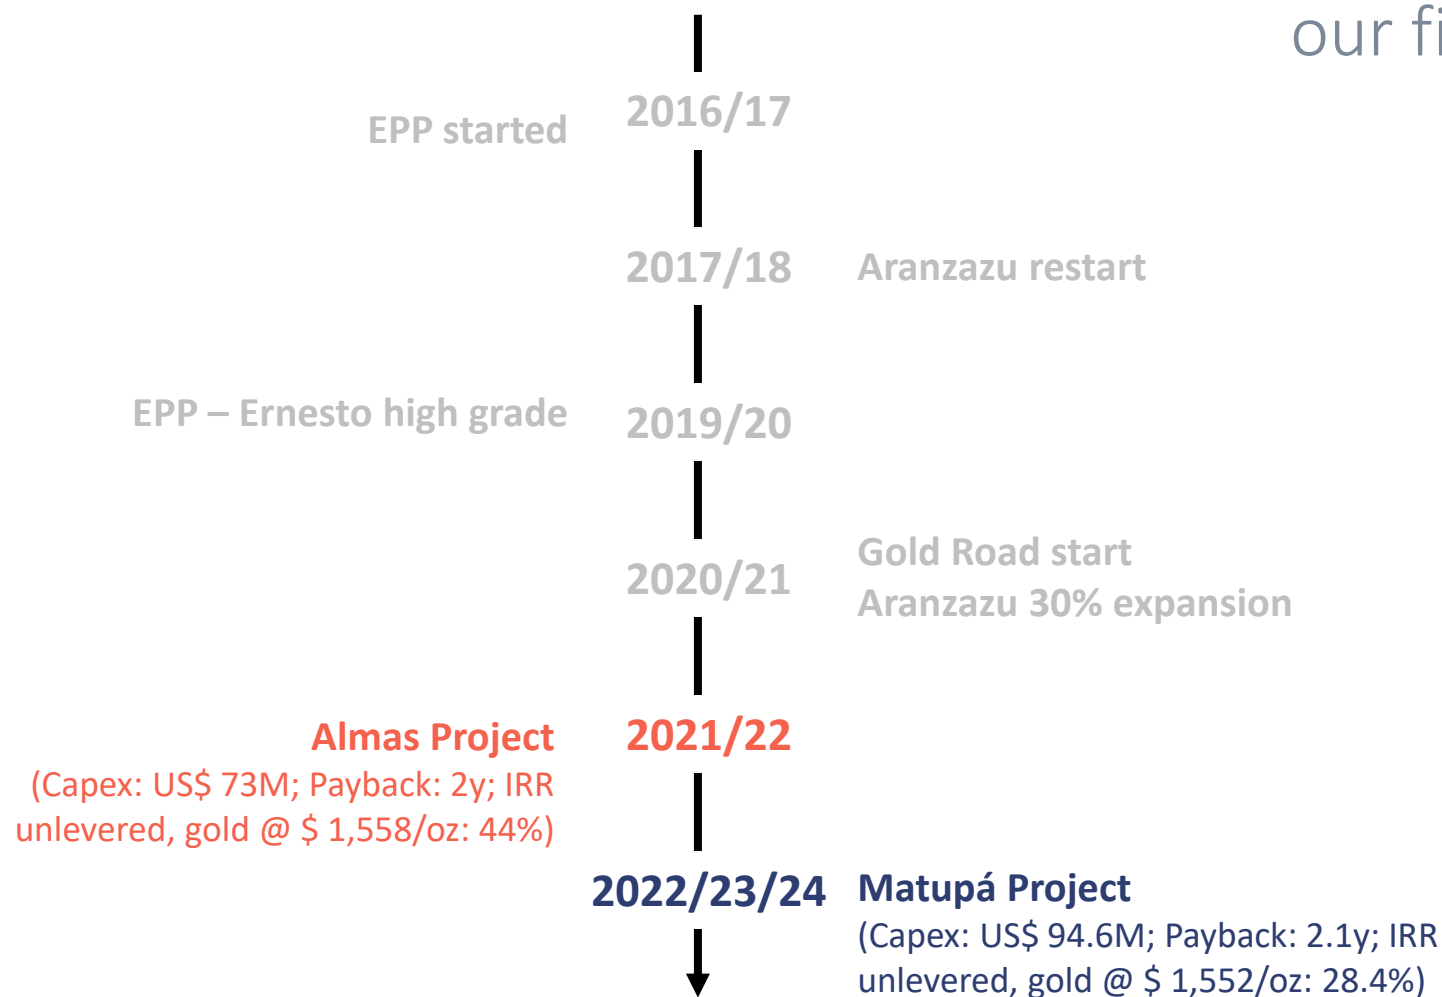 our fi
2016/17
EPP started
2017/18
Aranzazu restart
EPP – Ernesto high grade
2019/20
Gold Road start
2020/21
Aranzazu 30% expansion
Almas Project
2021/22
(Capex: US$ 73M; Payback: 2y; IRR
unlevered, gold @ $ 1,558/oz: 44%)
2022/23/24
Matupá Project
(Capex: US$ 94.6M; Payback: 2.1y; IRR
unlevered, gold @ $ 1,552/oz: 28.4%)